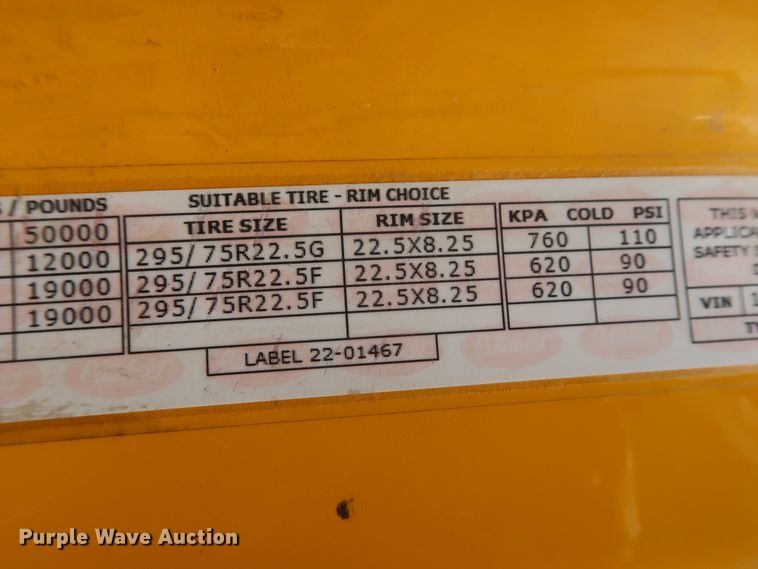 S / POUNDS
50000
12000
19000
19000
SUITABLE TIRE - RIM CHOICE
TIRE SIZE RIM SIZE
295/ 75R22.5G 22.5X8.25
295/ 75R22.5F 22.5X8.25
295/ 75R22.5F 22.5X8.25
KPA COLD PSI
760 110
620 90
620 90
LABEL 22-01467
THIS
APPLICA
SAFETY S
VIN 1
Purple Wave Auction